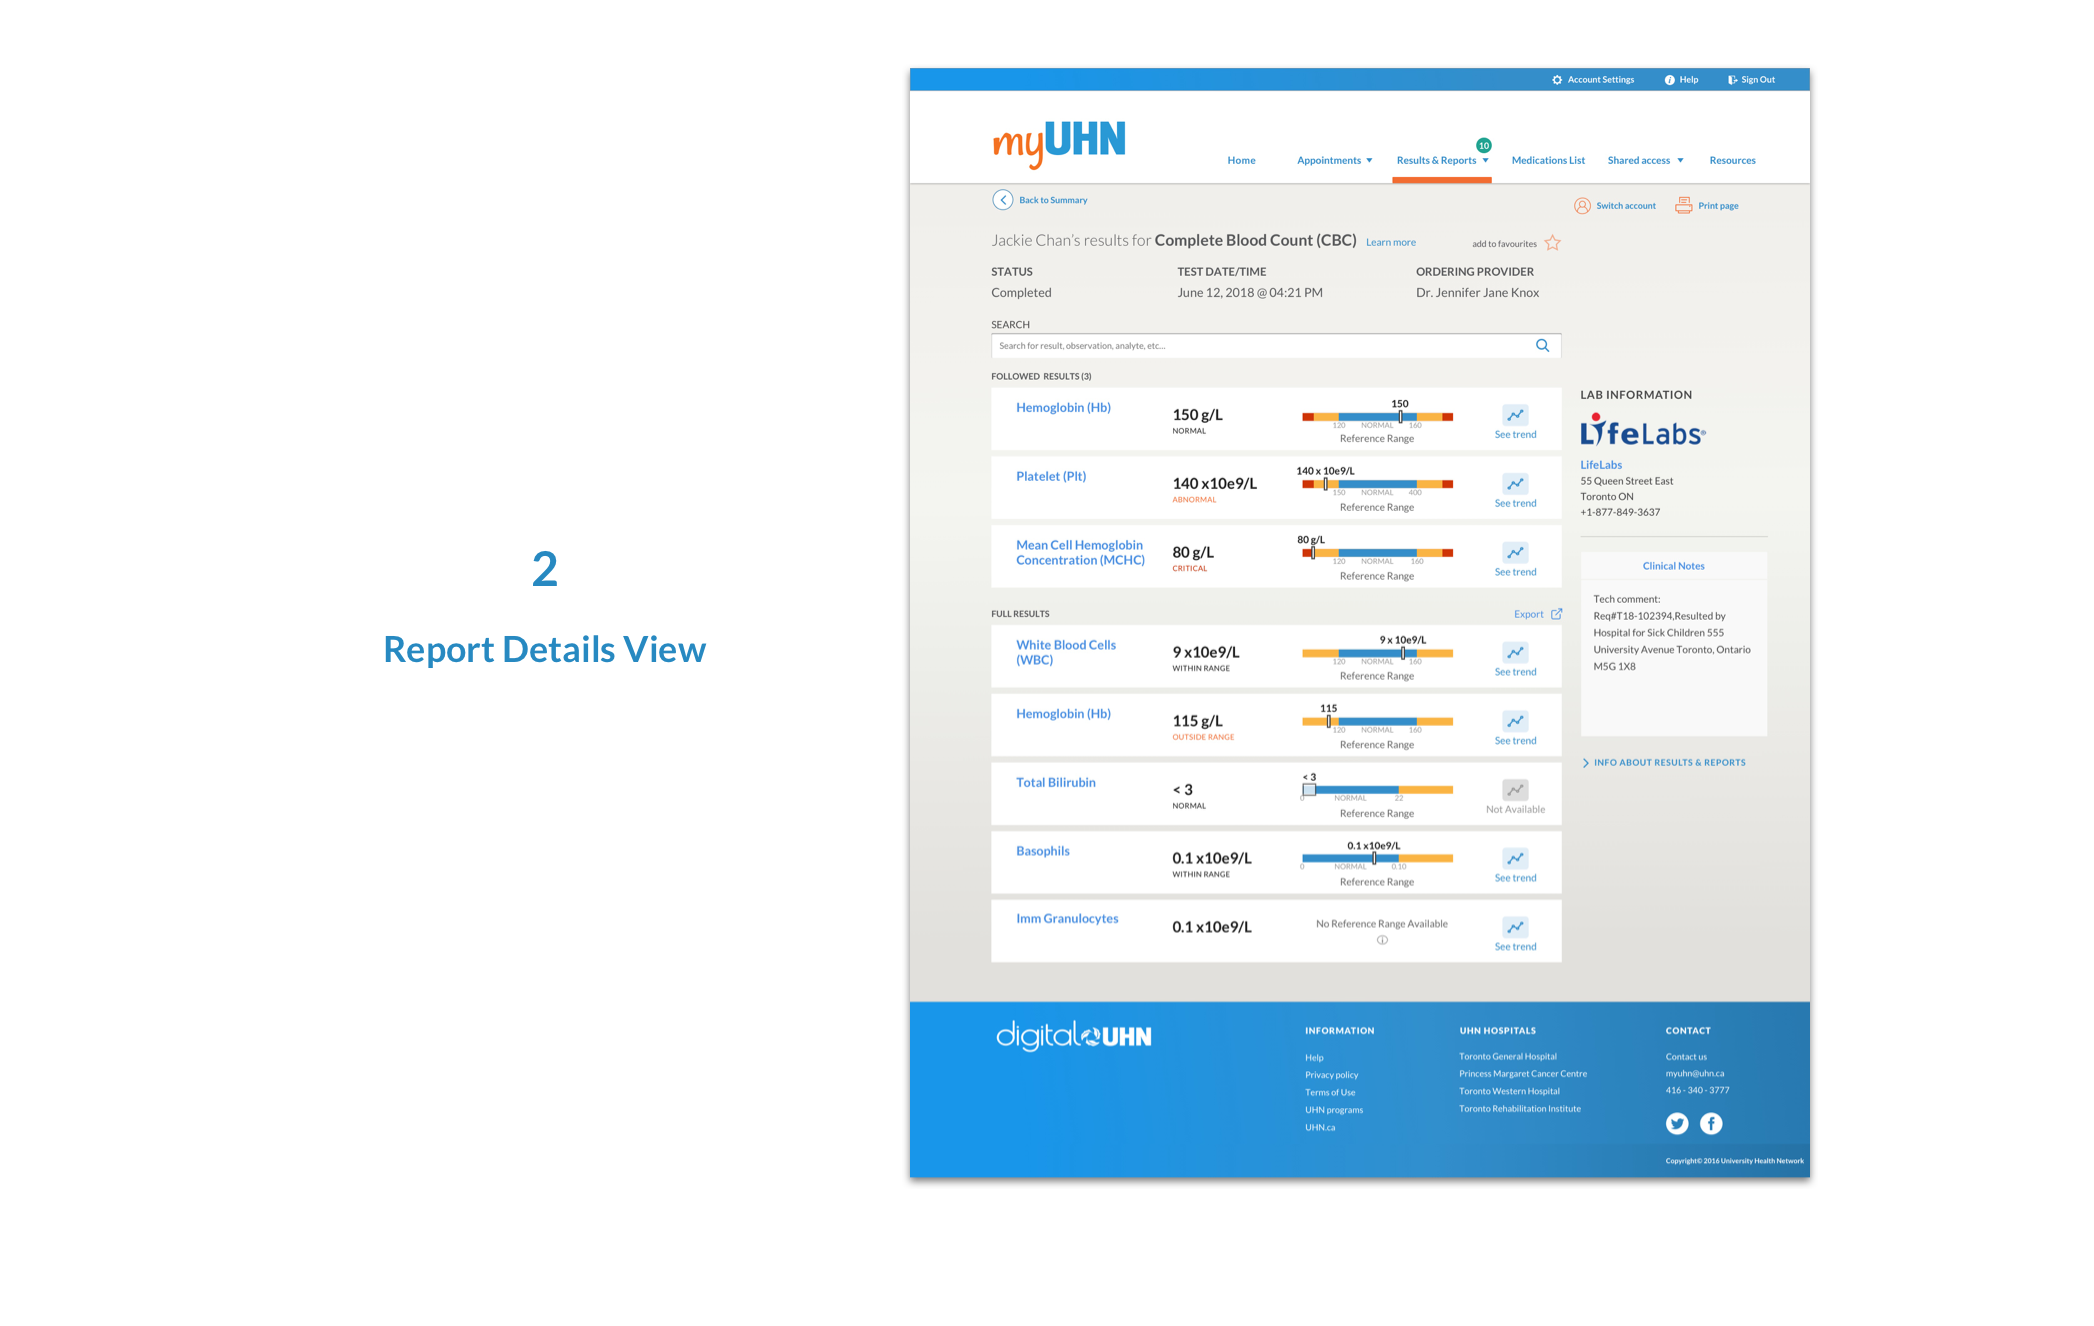 2
Report Details View
Account Settings
Help
Sign Out
myUHN
Home
Appointments
Results & Reports
10
Medications List
Shared access
Resources
Back to Summary
Switch account
Print page
Jackie Chan's results for Complete Blood Count (CBC) Learn more
add to favourites
STATUS
Completed
TEST DATE/TIME
June 12, 2018 @ 04:21 PM
ORDERING PROVIDER
Dr. Jennifer Jane Knox
SEARCH
Search for result, observation, analyte, etc...
FOLLOWED RESULTS (3)
Hemoglobin (Hb)
150 g/L
NORMAL
150
120 NORMAL 160
Reference Range
See trend
Platelet (Plt)
140 x10e9/L
ABNORMAL
140 x 10e9/L
150 NORMAL 400
Reference Range
See trend
Mean Cell Hemoglobin
Concentration (MCHC)
80 g/L
CRITICAL
80 g/L
120 NORMAL 160
Reference Range
See trend
FULL RESULTS
Export
White Blood Cells
(WBC)
9 x10e9/L
WITHIN RANGE
9 x 10e9/L
120 NORMAL 160
Reference Range
See trend
Hemoglobin (Hb)
115 g/L
OUTSIDE RANGE
115
120 NORMAL 160
Reference Range
See trend
Total Bilirubin
< 3
NORMAL
< 3
0 NORMAL 22
Reference Range
Not Available
Basophils
0.1 x10e9/L
WITHIN RANGE
0.1 x10e9/L
0 NORMAL 0.10
Reference Range
See trend
Imm Granulocytes
0.1 x10e9/L
No Reference Range Available
See trend
LAB INFORMATION
LifeLabs®
LifeLabs
55 Queen Street East
Toronto ON
+1-877-849-3637
Clinical Notes
Tech comment:
Req#T18-102394,Resulted by
Hospital for Sick Children 555
University Avenue Toronto, Ontario
M5G 1X8
INFO ABOUT RESULTS & REPORTS
digital UHN
INFORMATION
Help
Privacy policy
Terms of Use
UHN programs
UHN.ca
UHN HOSPITALS
Toronto General Hospital
Princess Margaret Cancer Centre
Toronto Western Hospital
Toronto Rehabilitation Institute
CONTACT
Contact us
myuhn@uhn.ca
416 - 340 - 3777
Copyright© 2016 University Health Network